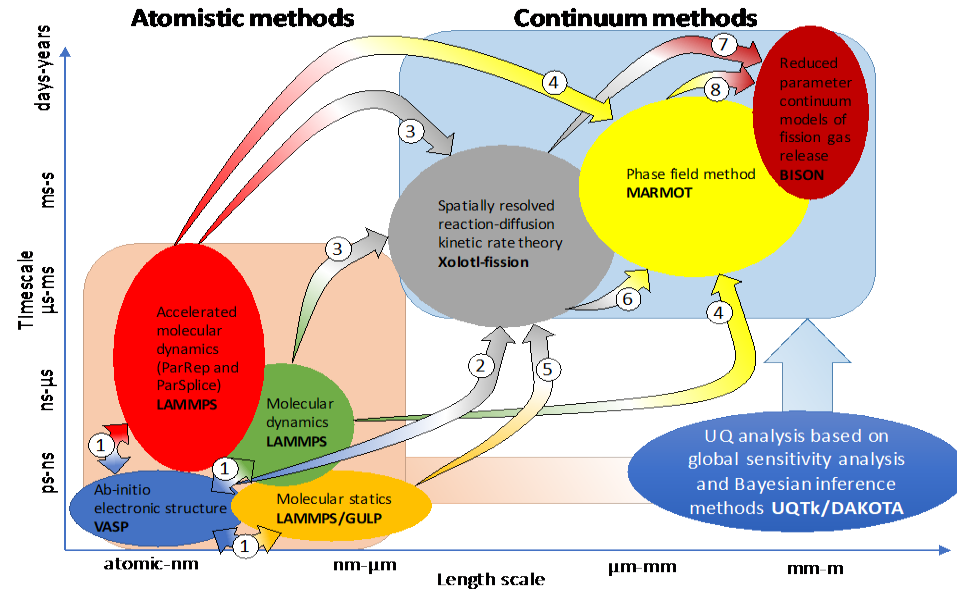 Atomistic methods
Continuum methods
days-years
ms-s
Timescale
µs-ms
ns-µs
ps-ns
7
8
4
3
3
6
4
2
5
1
1
1
Reduced
parameter
continuum
models of
fission gas
release
BISON
Phase field method
MARMOT
Spatially resolved
reaction-diffusion
kinetic rate theory
Xolotl-fission
Accelerated
molecular
dynamics
(ParRep and
ParSplice)
LAMMPS
Molecular
dynamics
LAMMPS
Ab-initio
electronic structure
VASP
Molecular statics
LAMMPS/GULP
UQ analysis based on
global sensitivity analysis
and Bayesian inference
methods UQTk/DAKOTA
atomic-nm
nm-µm
Length scale
µm-mm
mm-m